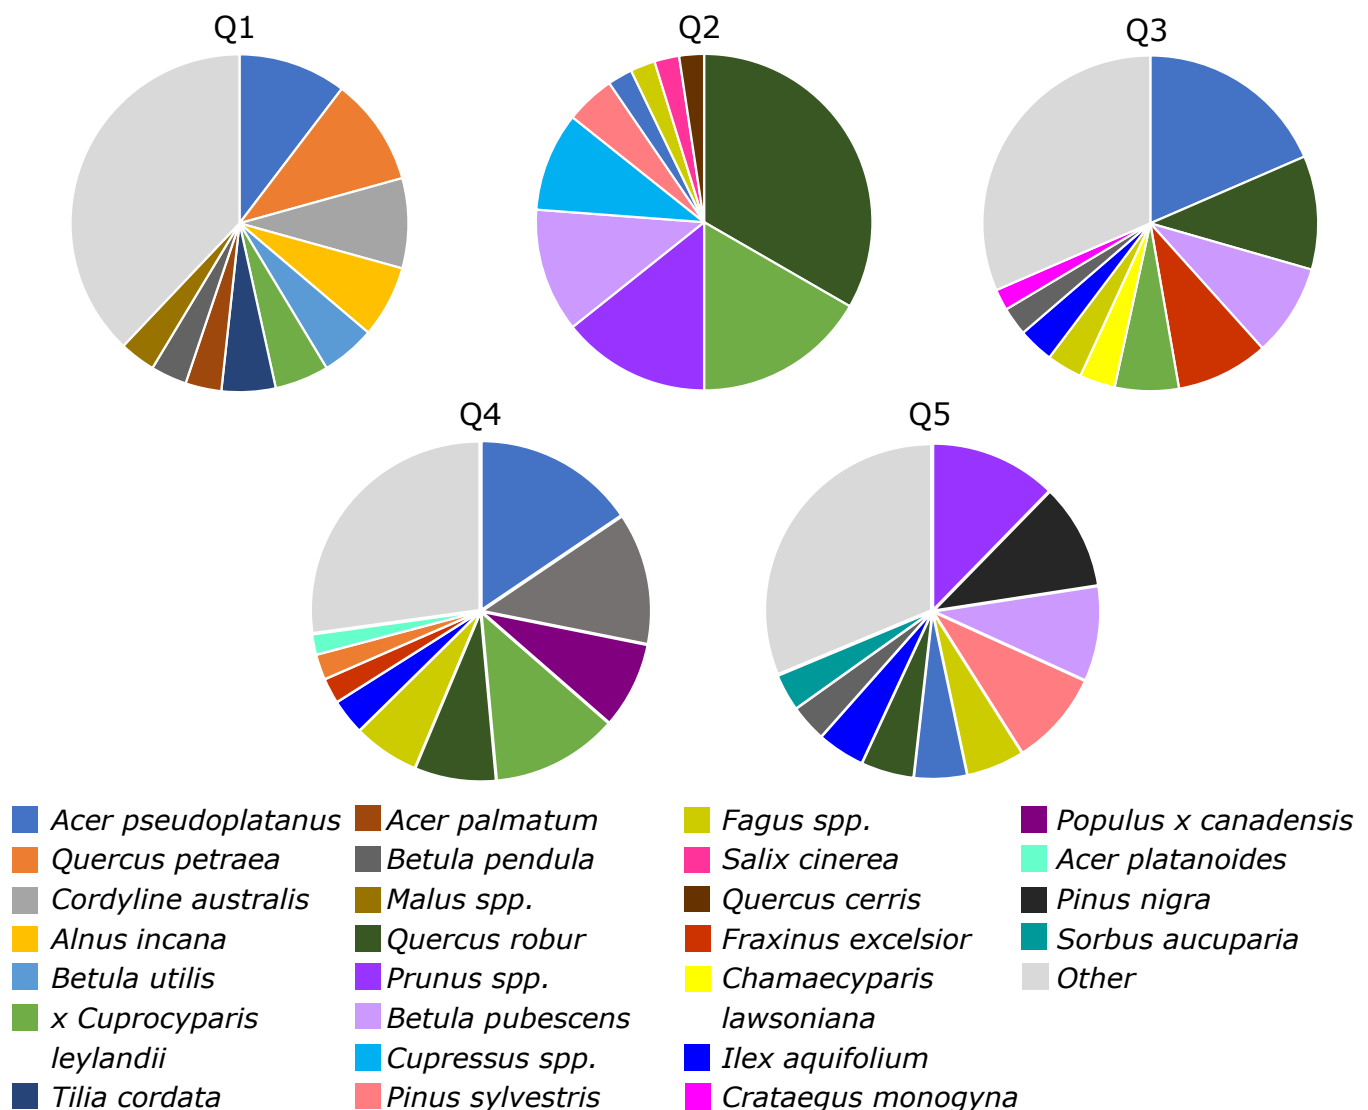 Q1
Q2
Q3
Q4
Q5
Acer pseudoplatanus
Quercus petraea
Cordyline australis
Alnus incana
Betula utilis
x Cuprocyparis
leylandii
Tilia cordata
Acer palmatum
Betula pendula
Malus spp.
Quercus robur
Prunus spp.
Betula pubescens
Cupressus spp.
Pinus sylvestris
Fagus spp.
Salix cinerea
Quercus cerris
Fraxinus excelsior
Chamaecyparis
lawsoniana
Ilex aquifolium
Crataegus monogyna
Populus x canadensis
Acer platanoides
Pinus nigra
Sorbus aucuparia
Other